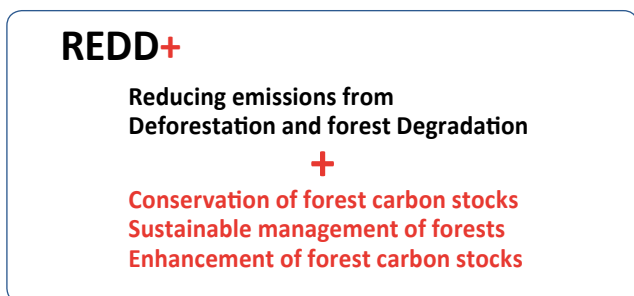 REDD+
Reducing emissions from
Deforestation and forest Degradation
+
Conservation of forest carbon stocks
Sustainable management of forests
Enhancement of forest carbon stocks